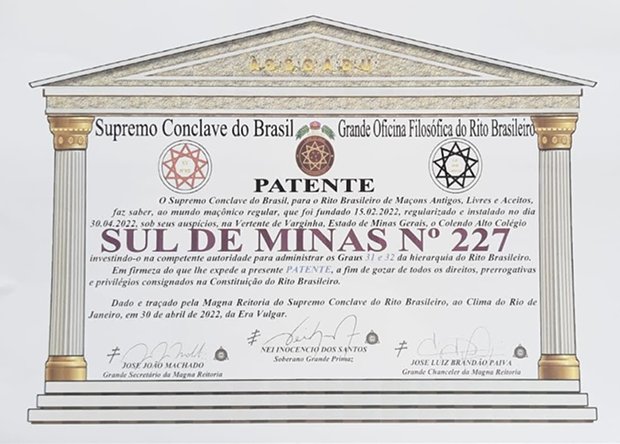 Supremo Conclave do Brasil Grande Oficina Filosófica do Rito Brasileiro
PATENTE
O Supremo Conclave do Brasil, para o Rito Brasileiro de Maçons Antigos, Livres e Aceitos,
faz saber, ao mundo maçônico regular, que foi fundado 15.02.2022, regularizado e instalado no dia
30.04.2022, sob seus auspícios, na Vertente de Varginha, Estado de Minas Gerais, o Colendo Alto Colégio
SUL DE MINAS Nº 227
investindo-o na competente autoridade para administrar os Graus 31 e 32 da hierarquia do Rito Brasileiro.
Em firmeza do que lhe expede a presente PATENTE, a fim de gozar de todos os direitos, prerrogativas
e privilégios consignados na Constituição do Rito Brasileiro.
Dado e traçado pela Magna Reitoria do Supremo Conclave do Rito Brasileiro, ao Clima do Rio de
Janeiro, em 30 de abril de 2022, da Era Vulgar.
JOSÉ JOÃO MACHADO
Grande Secretário da Magna Reitoria
NEI INOCENCIO DOS SANTOS
Soberano Grande Primaz
JOSÉ LUIZ BRANDÃO PAIVA
Grande Chanceler da Magna Reitoria